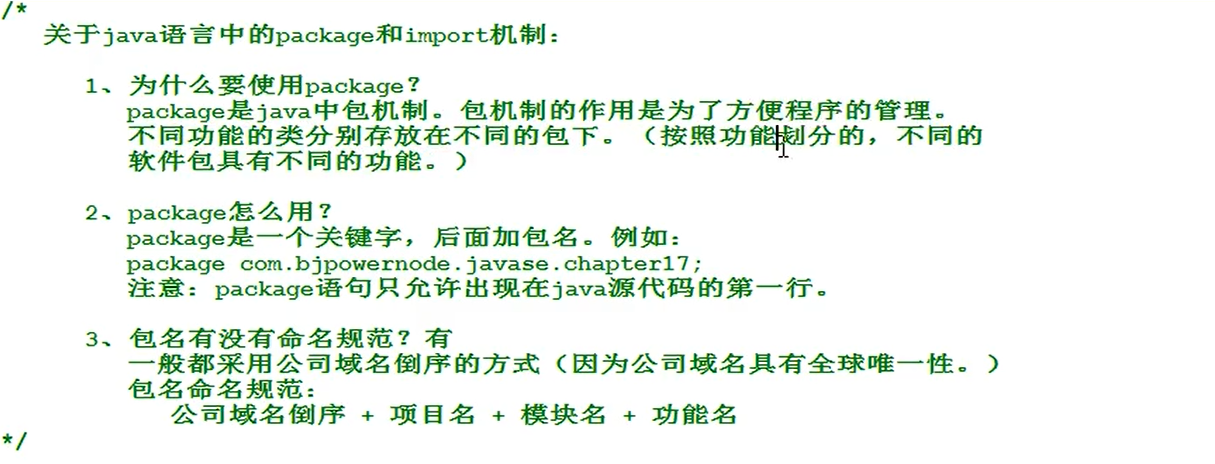 /*
关于java语言中的package和import机制：
1、为什么要使用package？
package是java中包机制。包机制的作用是为了方便程序的管理。
不同功能的类分别存放在不同的包下。（按照功能划分的，不同的
软件包具有不同的功能。）
2、package怎么用？
package是一个关键字，后面加包名。例如：
package com.bjpowernode.javase.chapter17;
注意：package语句只允许出现在java源代码的第一行。
3、包名有没有命名规范？有
一般都采用公司域名倒序的方式（因为公司域名具有全球唯一性。）
包名命名规范：
公司域名倒序 + 项目名 + 模块名 + 功能名
*/